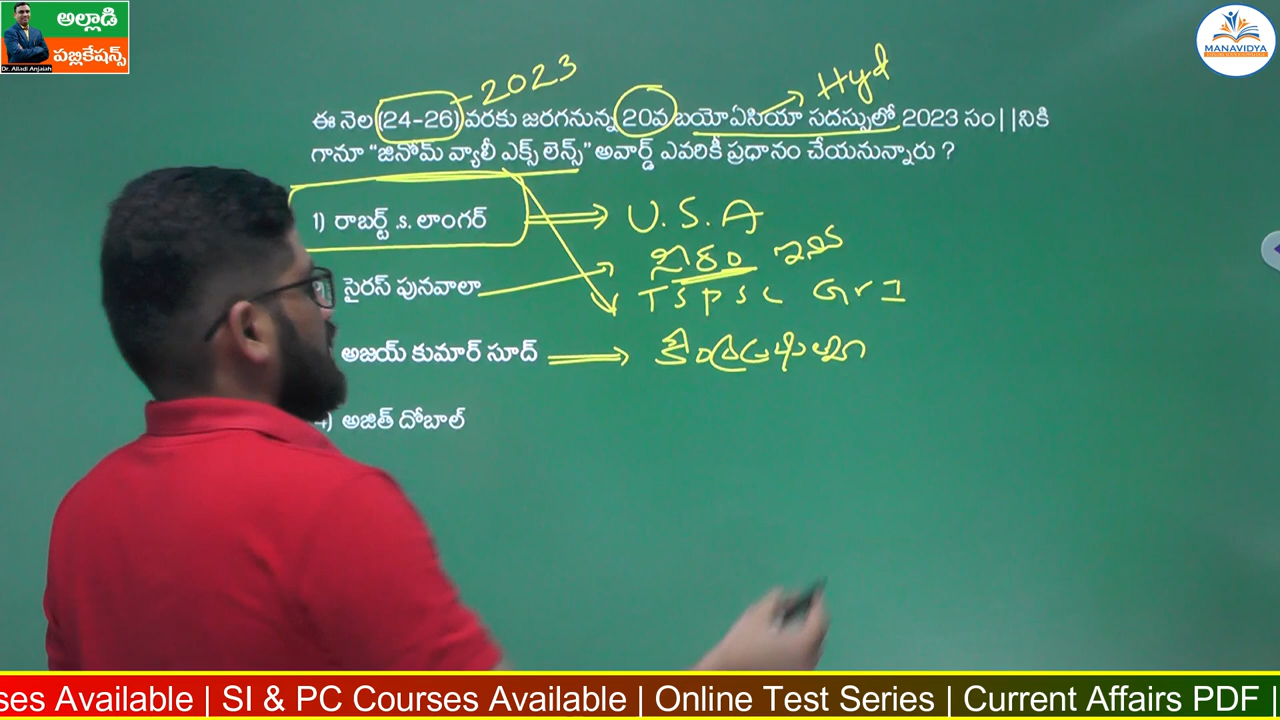 అల్లాడి
పబ్లికేషన్స్
Dr. Alladi Anjaiah
MANAVIDYA
2023
Hyd
ఈ నెల (24-26) వరకు జరగనున్న 20వ బయోఏసియా సదస్సులో 2023 సం||నికి
గానూ "జినోమ్ వ్యాలీ ఎక్స్ లెన్స్" అవార్డ్ ఎవరికీ ప్రధానం చేయనున్నారు ?
1) రాబర్ట్ .s. లాంగర్
U.S.A
సైరస్ పునవాలా
TSPSC Gr I
అజయ్ కుమార్ సూద్
4) అజిత్ దోబాల్
ses Available | SI & PC Courses Available | Online Test Series | Current Affairs PDF |